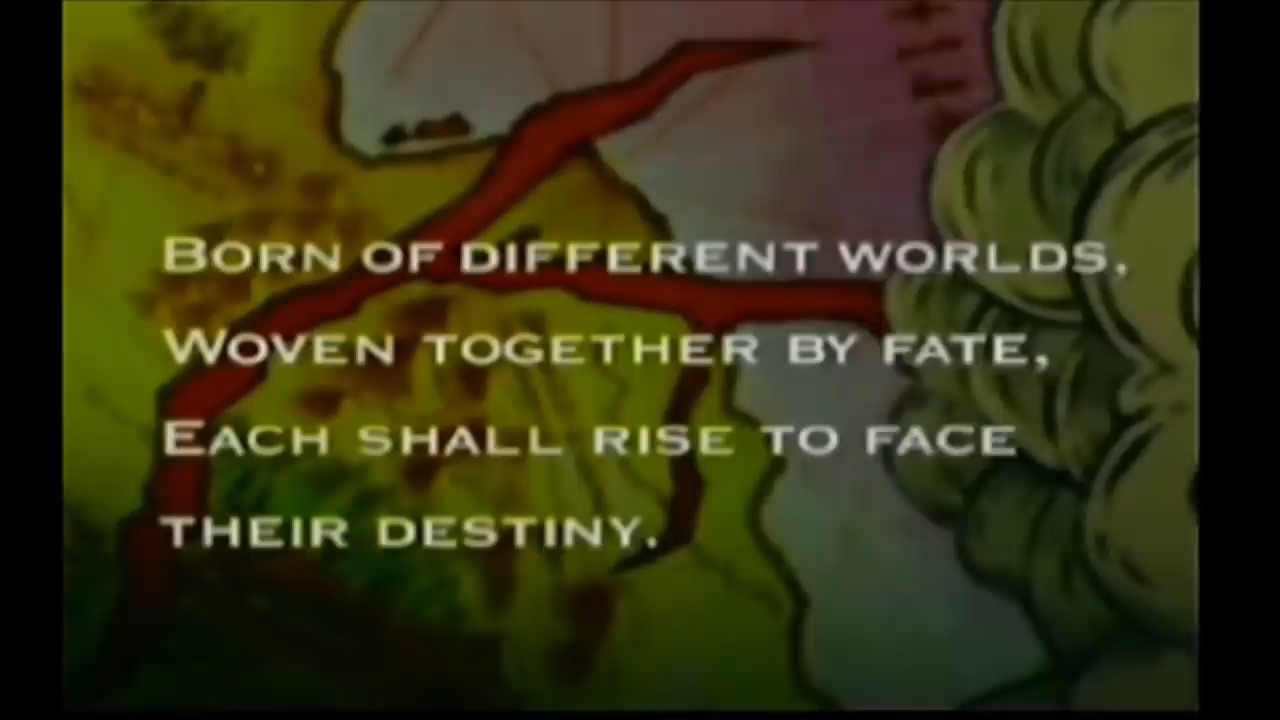 Born of different worlds,
Woven together by fate,
Each shall rise to face
their destiny.